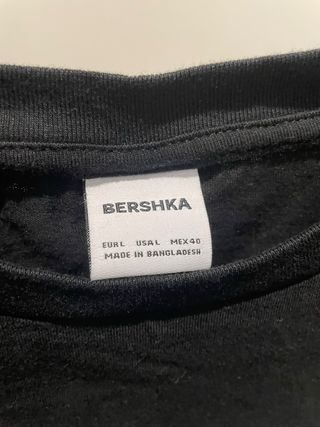 BERSHKA
EUR L USA L MEX 40
MADE IN BANGLADESH